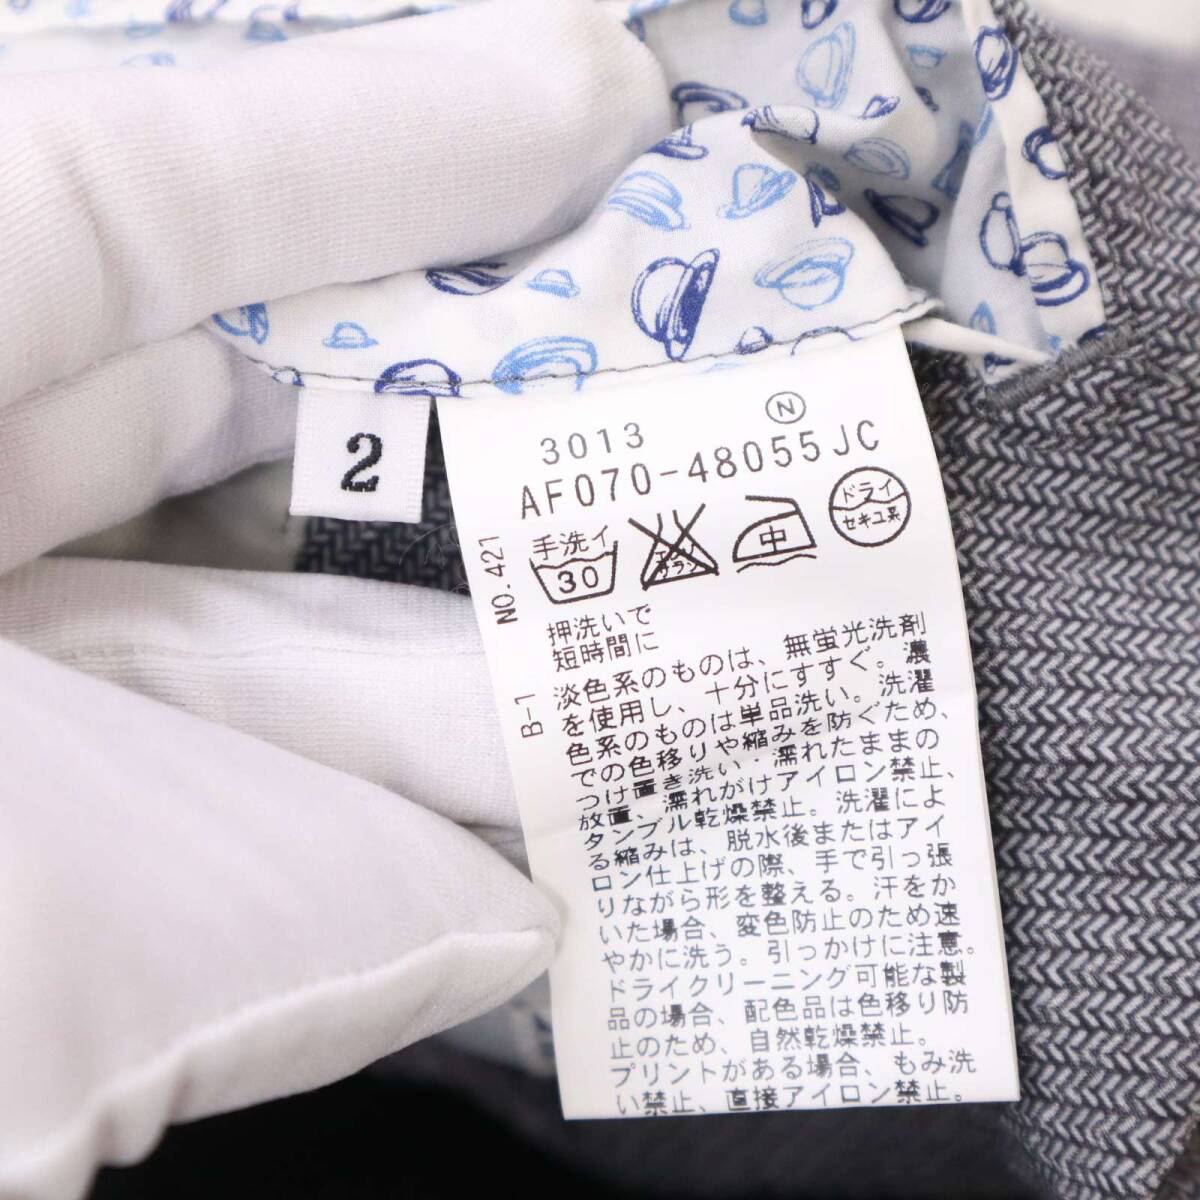 2
Ⓝ
3013
AF070-48055JC
手洗イ
30
エンソ
サラシ
中
ドライ
セキユ系
NO.421
B-1
押洗いで
短時間に
淡色系のものは、無蛍光洗剤
を使用し、十分にすすぐ。濃
色系のものは単品洗い。洗濯
での色移りや縮みを防ぐため、
つけ置き洗い・濡れたままの
放置、濡れがけアイロン禁止、
タンブル乾燥禁止。洗濯によ
る縮みは、脱水後またはアイ
ロン仕上げの際、手で引っ張
りながら形を整える。汗をか
いた場合、変色防止のため速
やかに洗う。引っかけに注意。
ドライクリーニング可能な製
品の場合、配色品は色移り防
止のため、自然乾燥禁止。
プリントがある場合、もみ洗
い禁止、直接アイロン禁止。